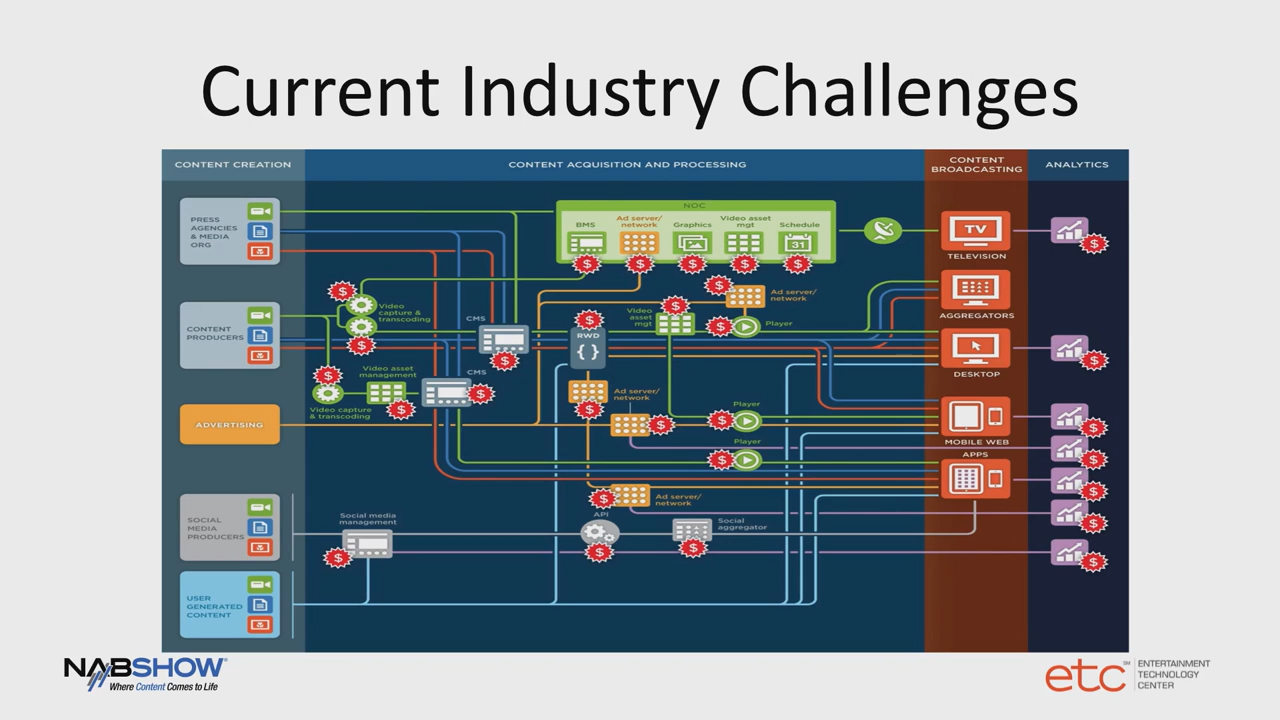 Current Industry Challenges
CONTENT CREATION
CONTENT ACQUISITION AND PROCESSING
CONTENT
BROADCASTING
ANALYTICS
PRESS
AGENCIES
& MEDIA
ORG
NOC
BMS
Ad server/
network
Graphics
Video asset
mgt
Schedule
31
$
$
$
$
$
TV
TELEVISION
$
$
Video
capture &
transcoding
$
$
Ad server/
network
AGGREGATORS
CONTENT
PRODUCERS
CMS
$
$
RWD
{ }
Video
asset
mgt
$
$
Player
DESKTOP
$
$
Video capture
& transcoding
Video asset
management
$
CMS
$
Ad server/
network
$
$
ADVERTISING
Player
$
MOBILE WEB
$
Player
$
$
APPS
$
Ad server/
network
$
SOCIAL
MEDIA
PRODUCERS
Social media
management
$
API
$
Social
aggregator
$
$
$
USER
GENERATED
CONTENT
NABSHOW®
Where Content Comes to Life
etc℠
ENTERTAINMENT
TECHNOLOGY
CENTER